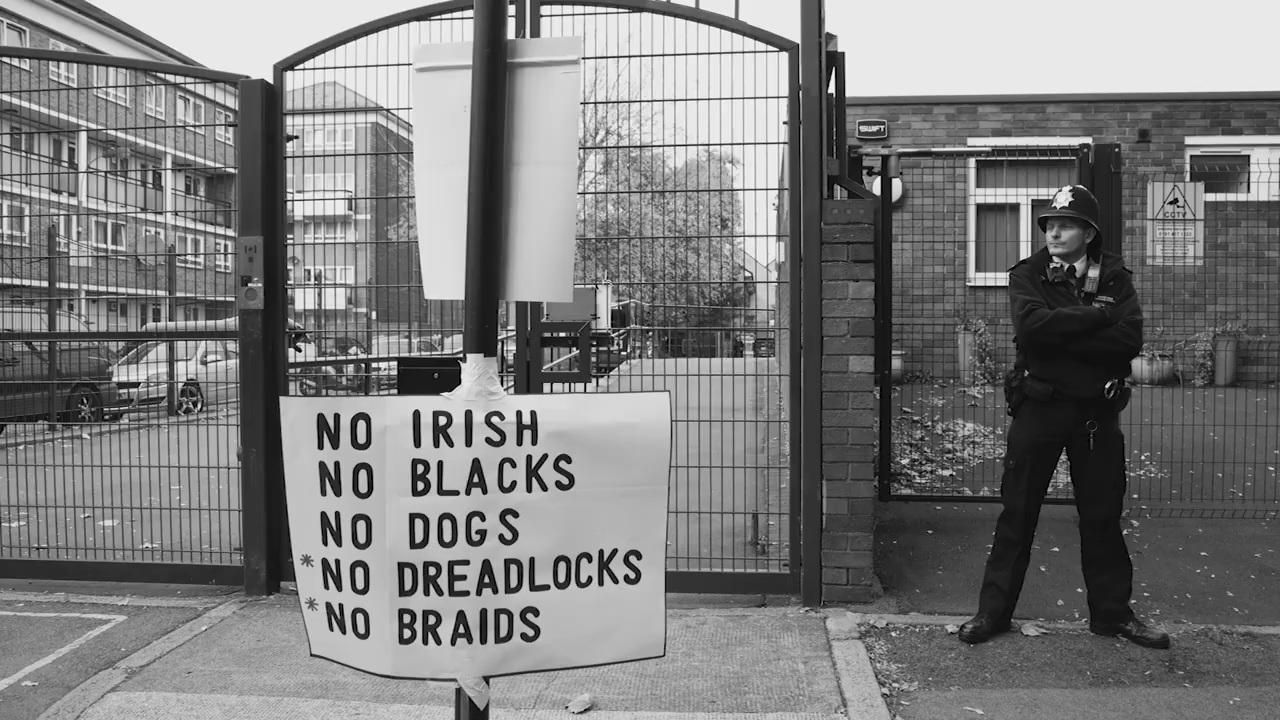 NO IRISH
NO BLACKS
NO DOGS
*NO DREADLOCKS
*NO BRAIDS
SWIFT
CCTV